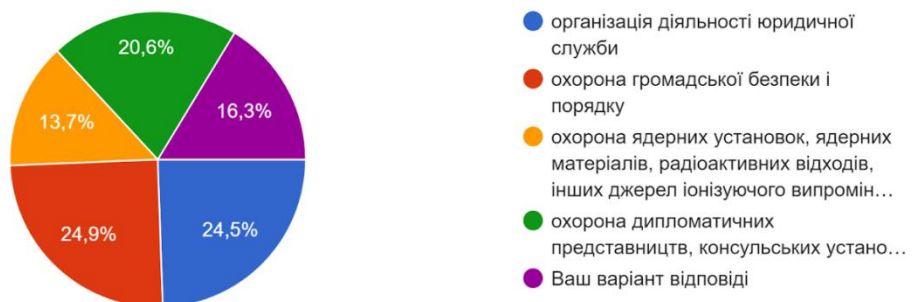 20,6%
16,3%
13,7%
24,9%
24,5%
організація діяльності юридичної
служби
охорона громадської безпеки і
порядку
охорона ядерних установок, ядерних
матеріалів, радіоактивних відходів,
інших джерел іонізуючого випромін…
охорона дипломатичних
представництв, консульських устано…
Ваш варіант відповіді